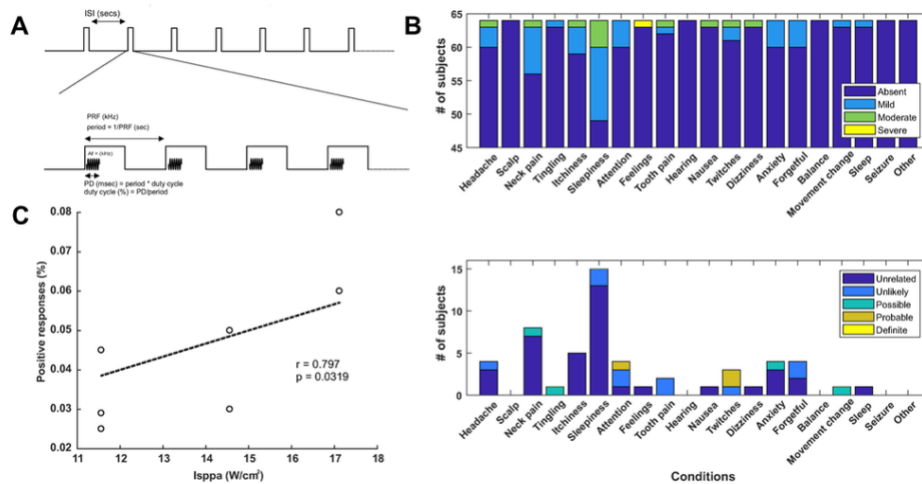 A
ISI (secs)
PRF (kHz)
period = 1/PRF (sec)
PD (msec) = period * duty cycle
duty cycle (%) = PD/period
B
# of subjects
65
60
55
50
45
Absent
Mild
Moderate
Severe
Headache
Scalp
Neck pain
Tingling
Itchiness
Sleepiness
Attention
Feelings
Tooth pain
Hearing
Nausea
Twitches
Dizziness
Anxiety
Forgetful
Balance
Movement change
Sleep
Seizure
Other
C
Positive responses (%)
0.08
0.07
0.06
0.05
0.04
0.03
0.02
r = 0.797
p = 0.0319
11 12 13 14 15 16 17 18
Isppa (W/cm²)
# of subjects
15
10
5
0
Unrelated
Unlikely
Possible
Probable
Definite
Headache
Scalp
Neck pain
Tingling
Itchiness
Sleepiness
Attention
Feelings
Tooth pain
Hearing
Nausea
Twitches
Dizziness
Anxiety
Forgetful
Balance
Movement change
Sleep
Seizure
Other
Conditions